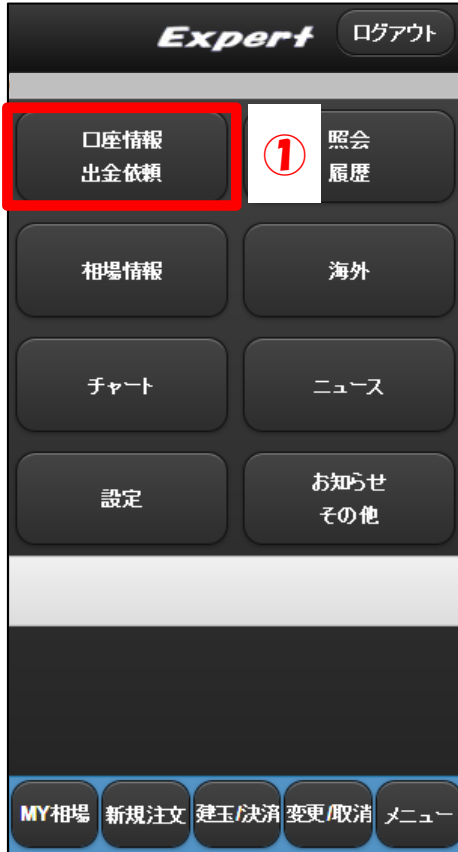 Expert ログアウト
口座情報
出金依頼
①
照会
履歴
相場情報
海外
チャート
ニュース
設定
お知らせ
その他
MY相場 新規注文 建玉/決済 変更/取消 メニュー